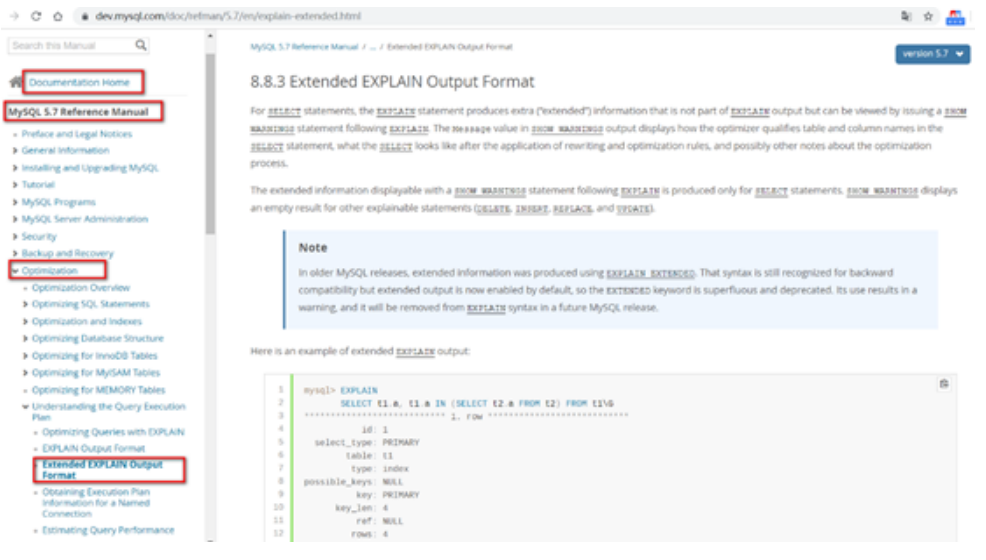 dev.mysql.com/doc/refman/5.7/en/explain-extended.html
Search this Manual
Documentation Home
MySQL 5.7 Reference Manual
Preface and Legal Notices
General Information
Installing and Upgrading MySQL
Tutorial
MySQL Programs
MySQL Server Administration
Security
Backup and Recovery
Optimization
Optimization Overview
Optimizing SQL Statements
Optimization and Indexes
Optimizing Database Structure
Optimizing for InnoDB Tables
Optimizing for MyISAM Tables
Optimizing for MEMORY Tables
Understanding the Query Execution
Plan
Optimizing Queries with EXPLAIN
EXPLAIN Output Format
Extended EXPLAIN Output
Format
Obtaining Execution Plan
Information for a Named
Connection
Estimating Query Performance
MySQL 5.7 Reference Manual / ... / Extended EXPLAIN Output Format
version 5.7
8.8.3 Extended EXPLAIN Output Format
For SELECT statements, the EXPLAIN statement produces extra ("extended") information that is not part of EXPLAIN output but can be viewed by issuing a SHOW
WARNINGS statement following EXPLAIN. The Message value in SHOW WARNINGS output displays how the optimizer qualifies table and column names in the
SELECT statement, what the SELECT looks like after the application of rewriting and optimization rules, and possibly other notes about the optimization
process.
The extended information displayable with a SHOW WARNINGS statement following EXPLAIN is produced only for SELECT statements. SHOW WARNINGS displays
an empty result for other explainable statements (DELETE, INSERT, REPLACE, and UPDATE).
Note
In older MySQL releases, extended information was produced using EXPLAIN EXTENDED. That syntax is still recognized for backward
compatibility but extended output is now enabled by default, so the EXTENDED keyword is superfluous and deprecated. Its use results in a
warning, and it will be removed from EXPLAIN syntax in a future MySQL release.
Here is an example of extended EXPLAIN output:
1 mysql> EXPLAIN
2 SELECT t1.a, t1.a IN (SELECT t2.a FROM t2) FROM t1\G
3 *************************** 1. row ***************************
4 id: 1
5 select_type: PRIMARY
6 table: t1
7 type: index
8 possible_keys: NULL
9 key: PRIMARY
10 key_len: 4
11 ref: NULL
12 rows: 4